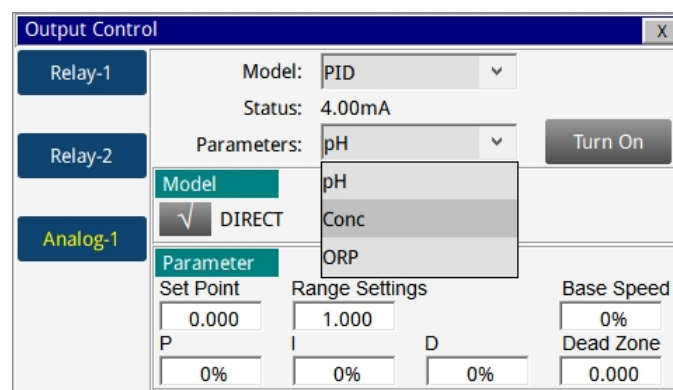 Output Control
X
Relay-1
Relay-2
Analog-1
Model: PID
Status: 4.00mA
Parameters: pH
Turn On
pH
Conc
ORP
Model
√ DIRECT
Parameter
Set Point Range Settings Base Speed
0.000 1.000 0%
P I D Dead Zone
0% 0% 0% 0.000